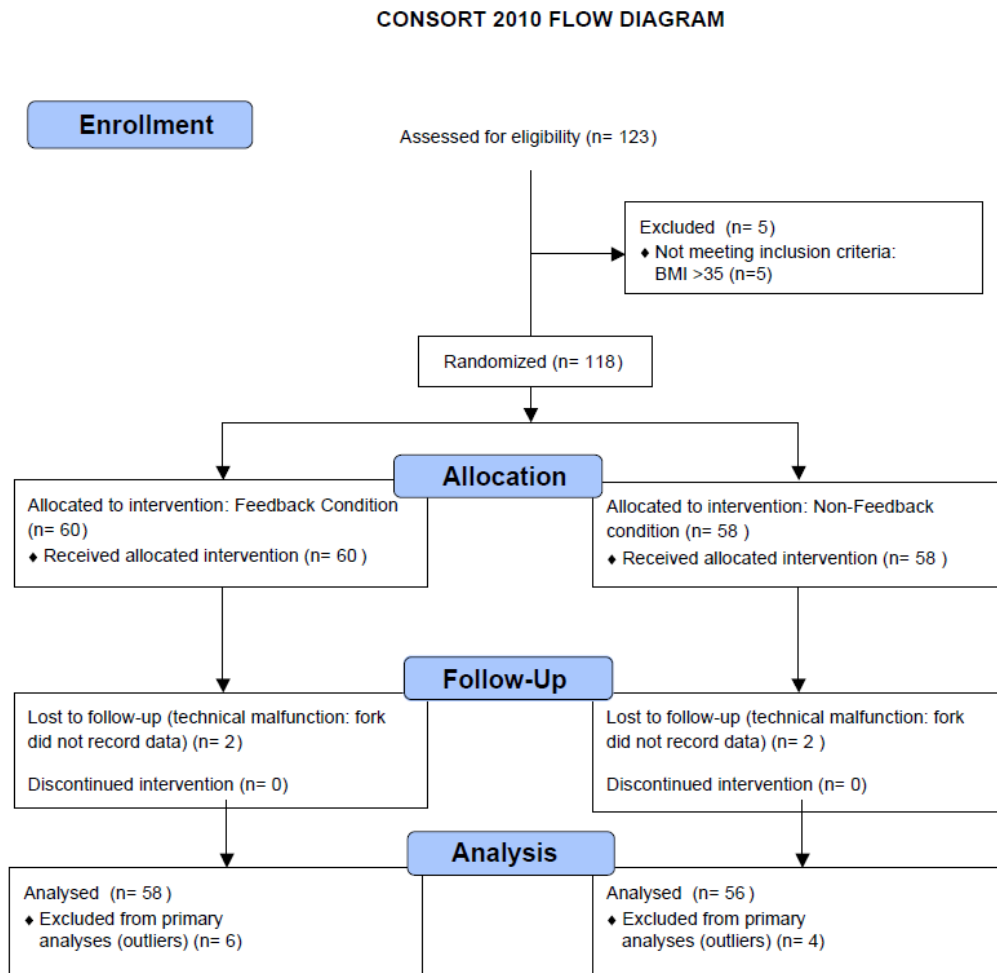 CONSORT 2010 FLOW DIAGRAM
Enrollment
Assessed for eligibility (n= 123)
Excluded (n= 5)
♦ Not meeting inclusion criteria:
BMI >35 (n=5)
Randomized (n= 118)
Allocation
Allocated to intervention: Feedback Condition
(n= 60)
♦ Received allocated intervention (n= 60 )
Allocated to intervention: Non-Feedback
condition (n= 58 )
♦ Received allocated intervention (n= 58 )
Follow-Up
Lost to follow-up (technical malfunction: fork
did not record data) (n= 2)
Discontinued intervention (n= 0)
Lost to follow-up (technical malfunction: fork
did not record data) (n= 2 )
Discontinued intervention (n= 0)
Analysis
Analysed (n= 58 )
♦ Excluded from primary
analyses (outliers) (n= 6)
Analysed (n= 56 )
♦ Excluded from primary
analyses (outliers) (n= 4)